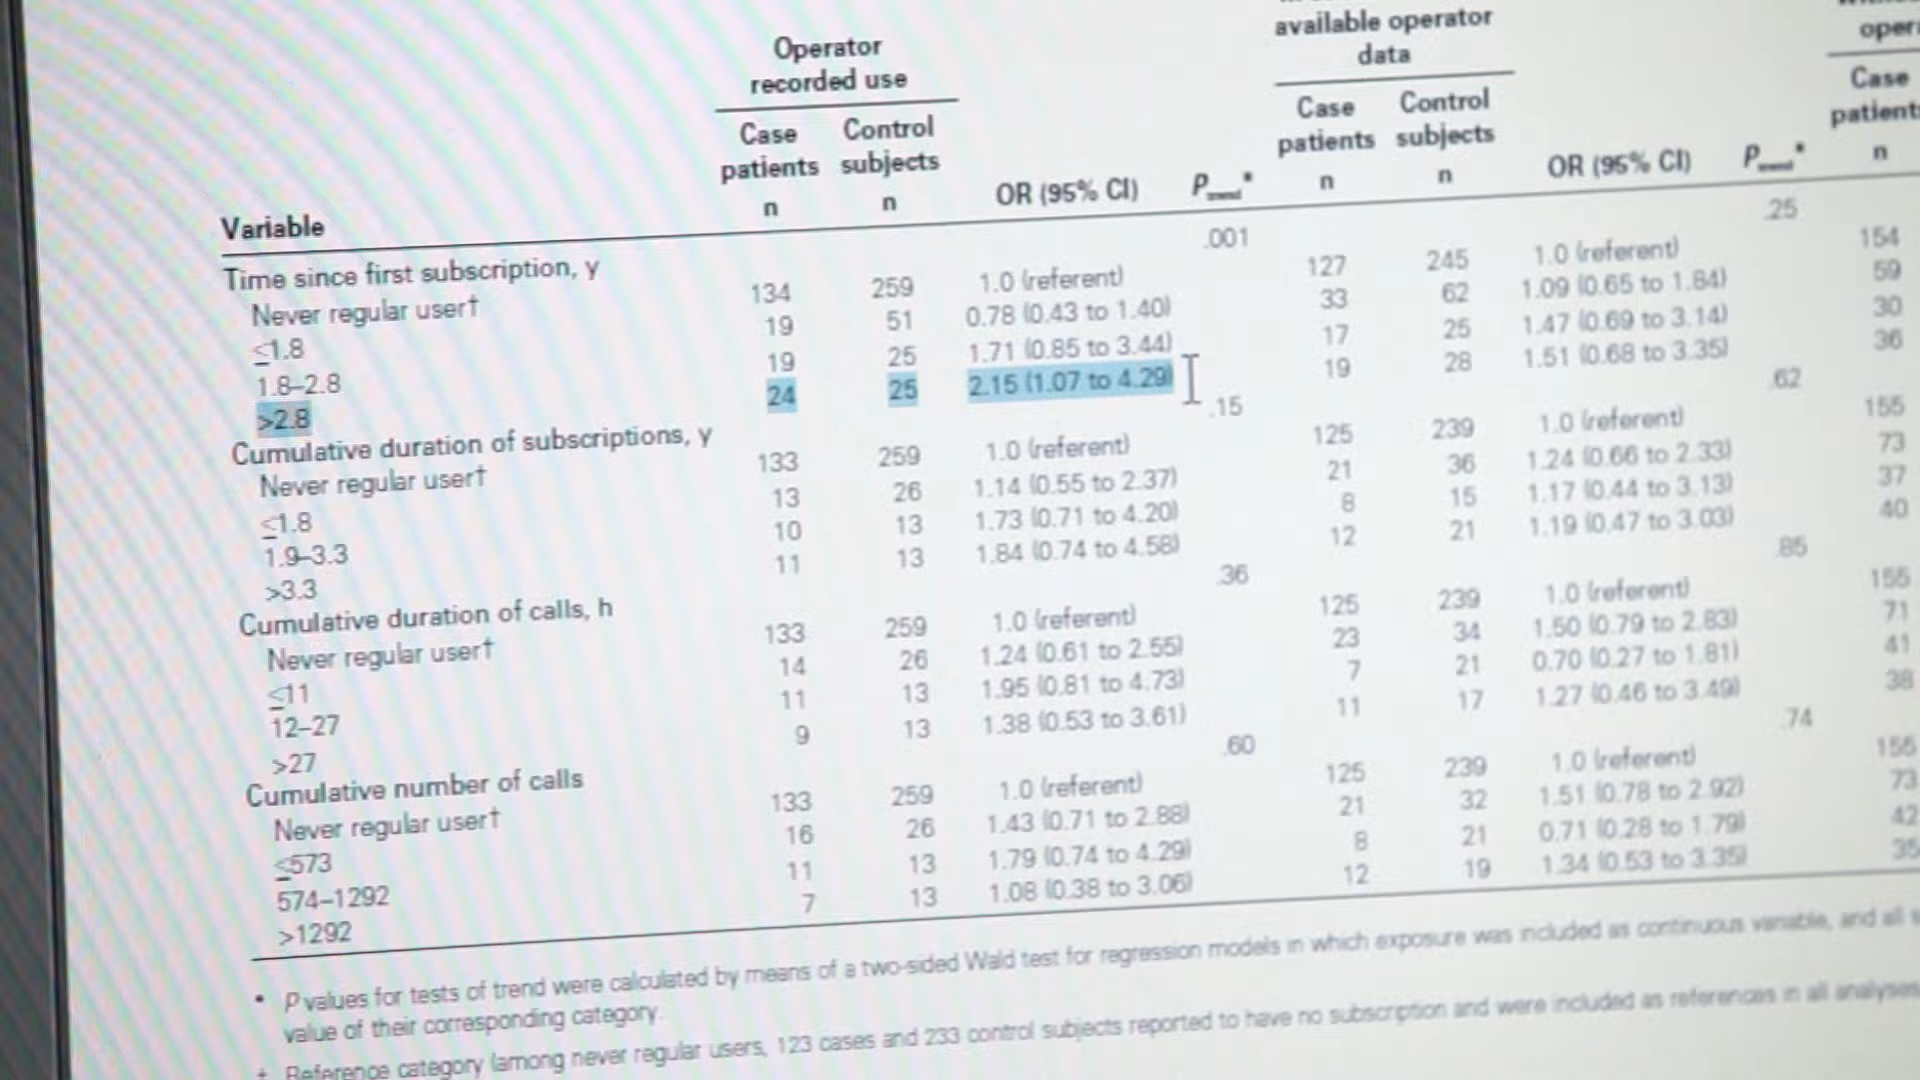 available operator
data
oper
Operator
recorded use
Case
patients
n
Control
subjects
n
OR (95% CI)
P trend*
Case
patients
n
Control
subjects
n
OR (95% CI)
P trend*
Case
patient
n
Variable
Time since first subscription, y .001 .25
Never regular user† 134 259 1.0 (referent) 127 245 1.0 (referent) 154
≤1.8 19 51 0.78 (0.43 to 1.40) 33 62 1.09 (0.65 to 1.84) 59
1.8–2.8 19 25 1.71 (0.85 to 3.44) 17 25 1.47 (0.69 to 3.14) 30
>2.8 24 25 2.15 (1.07 to 4.29) 19 28 1.51 (0.68 to 3.35) 36
Cumulative duration of subscriptions, y .15 .62
Never regular user† 133 259 1.0 (referent) 125 239 1.0 (referent) 155
≤1.8 13 26 1.14 (0.55 to 2.37) 21 36 1.24 (0.66 to 2.33) 73
1.9–3.3 10 13 1.73 (0.71 to 4.20) 8 15 1.17 (0.44 to 3.13) 37
>3.3 11 13 1.84 (0.74 to 4.58) 12 21 1.19 (0.47 to 3.03) 40
Cumulative duration of calls, h .36 .85
Never regular user† 133 259 1.0 (referent) 125 239 1.0 (referent) 155
≤11 14 26 1.24 (0.61 to 2.55) 23 34 1.50 (0.79 to 2.83) 71
12–27 11 13 1.95 (0.81 to 4.73) 7 21 0.70 (0.27 to 1.81) 41
>27 9 13 1.38 (0.53 to 3.61) 11 17 1.27 (0.46 to 3.49) 38
Cumulative number of calls .60 .74
Never regular user† 133 259 1.0 (referent) 125 239 1.0 (referent) 155
≤573 16 26 1.43 (0.71 to 2.88) 21 32 1.51 (0.78 to 2.92) 73
574–1292 11 13 1.79 (0.74 to 4.29) 8 21 0.71 (0.28 to 1.79) 42
>1292 7 13 1.08 (0.38 to 3.06) 12 19 1.34 (0.53 to 3.35) 35
* P values for tests of trend were calculated by means of a two-sided Wald test for regression models in which exposure was included as continuous variable, and all
value of their corresponding category.
† Reference category (among never regular users, 123 cases and 233 control subjects reported to have no subscription and were included as references in all analyses